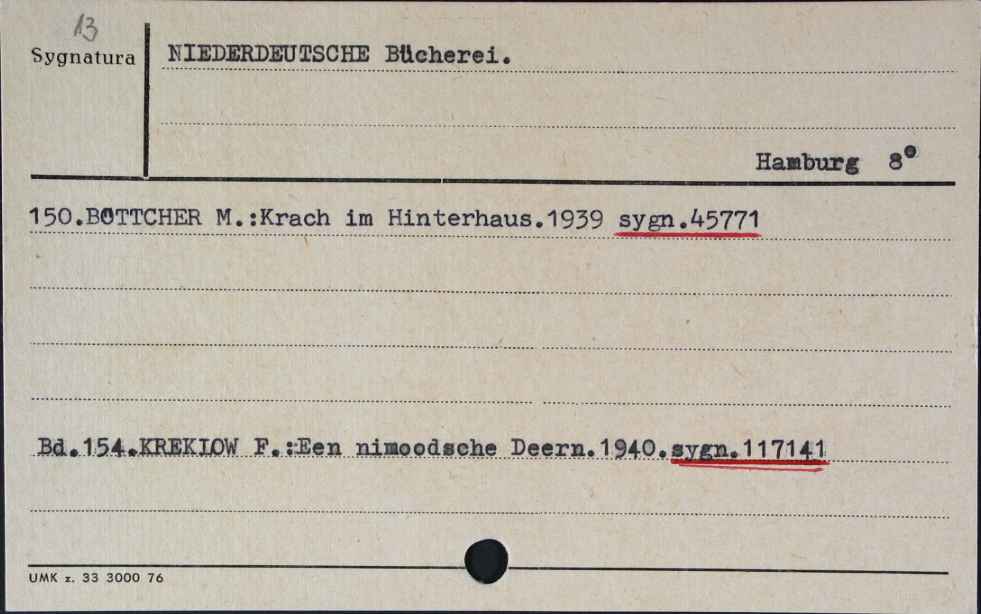 13
Sygnatura
NIEDERDEUTSCHE Bücherei.
Hamburg 8°
150.BÖTTCHER M.:Krach im Hinterhaus.1939 sygn.45771
Bd.154.KREKIOW F.:Een nimoodsche Deern.1940.sygn.117141
UMK z. 33 3000 76